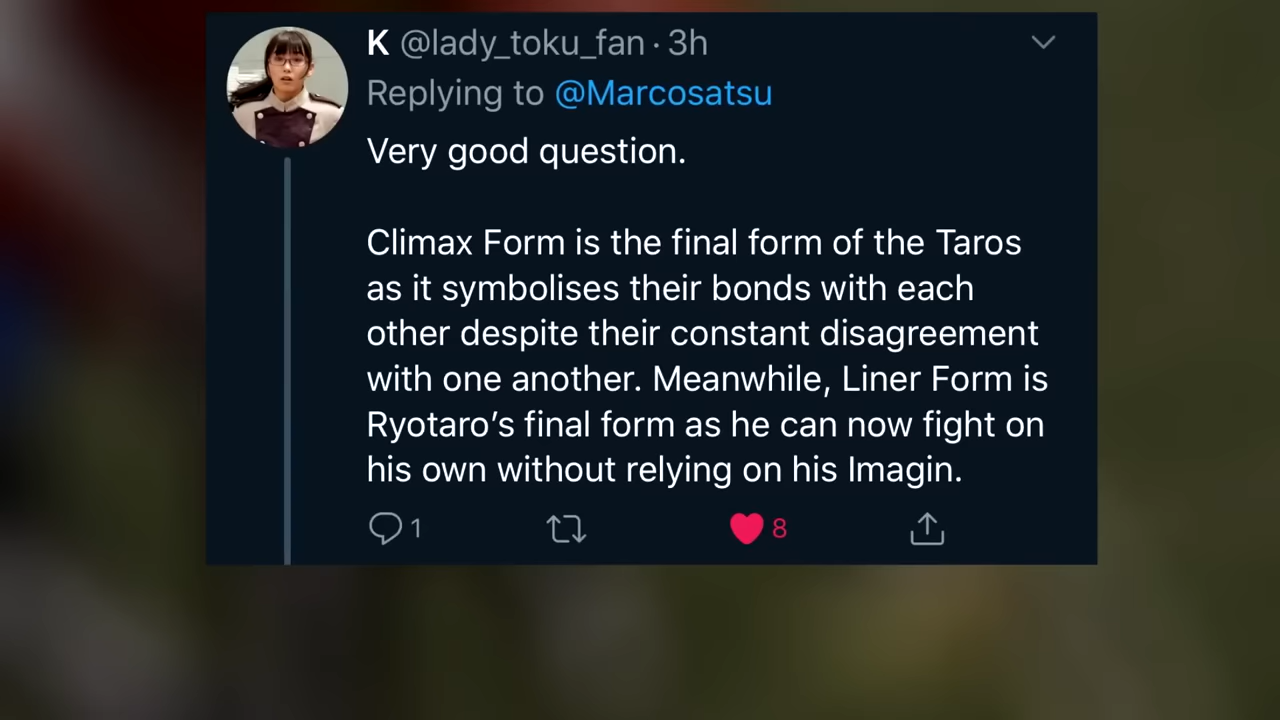 K @lady_toku_fan · 3h
Replying to @Marcosatsu
Very good question.
Climax Form is the final form of the Taros
as it symbolises their bonds with each
other despite their constant disagreement
with one another. Meanwhile, Liner Form is
Ryotaro’s final form as he can now fight on
his own without relying on his Imagin.
1 8